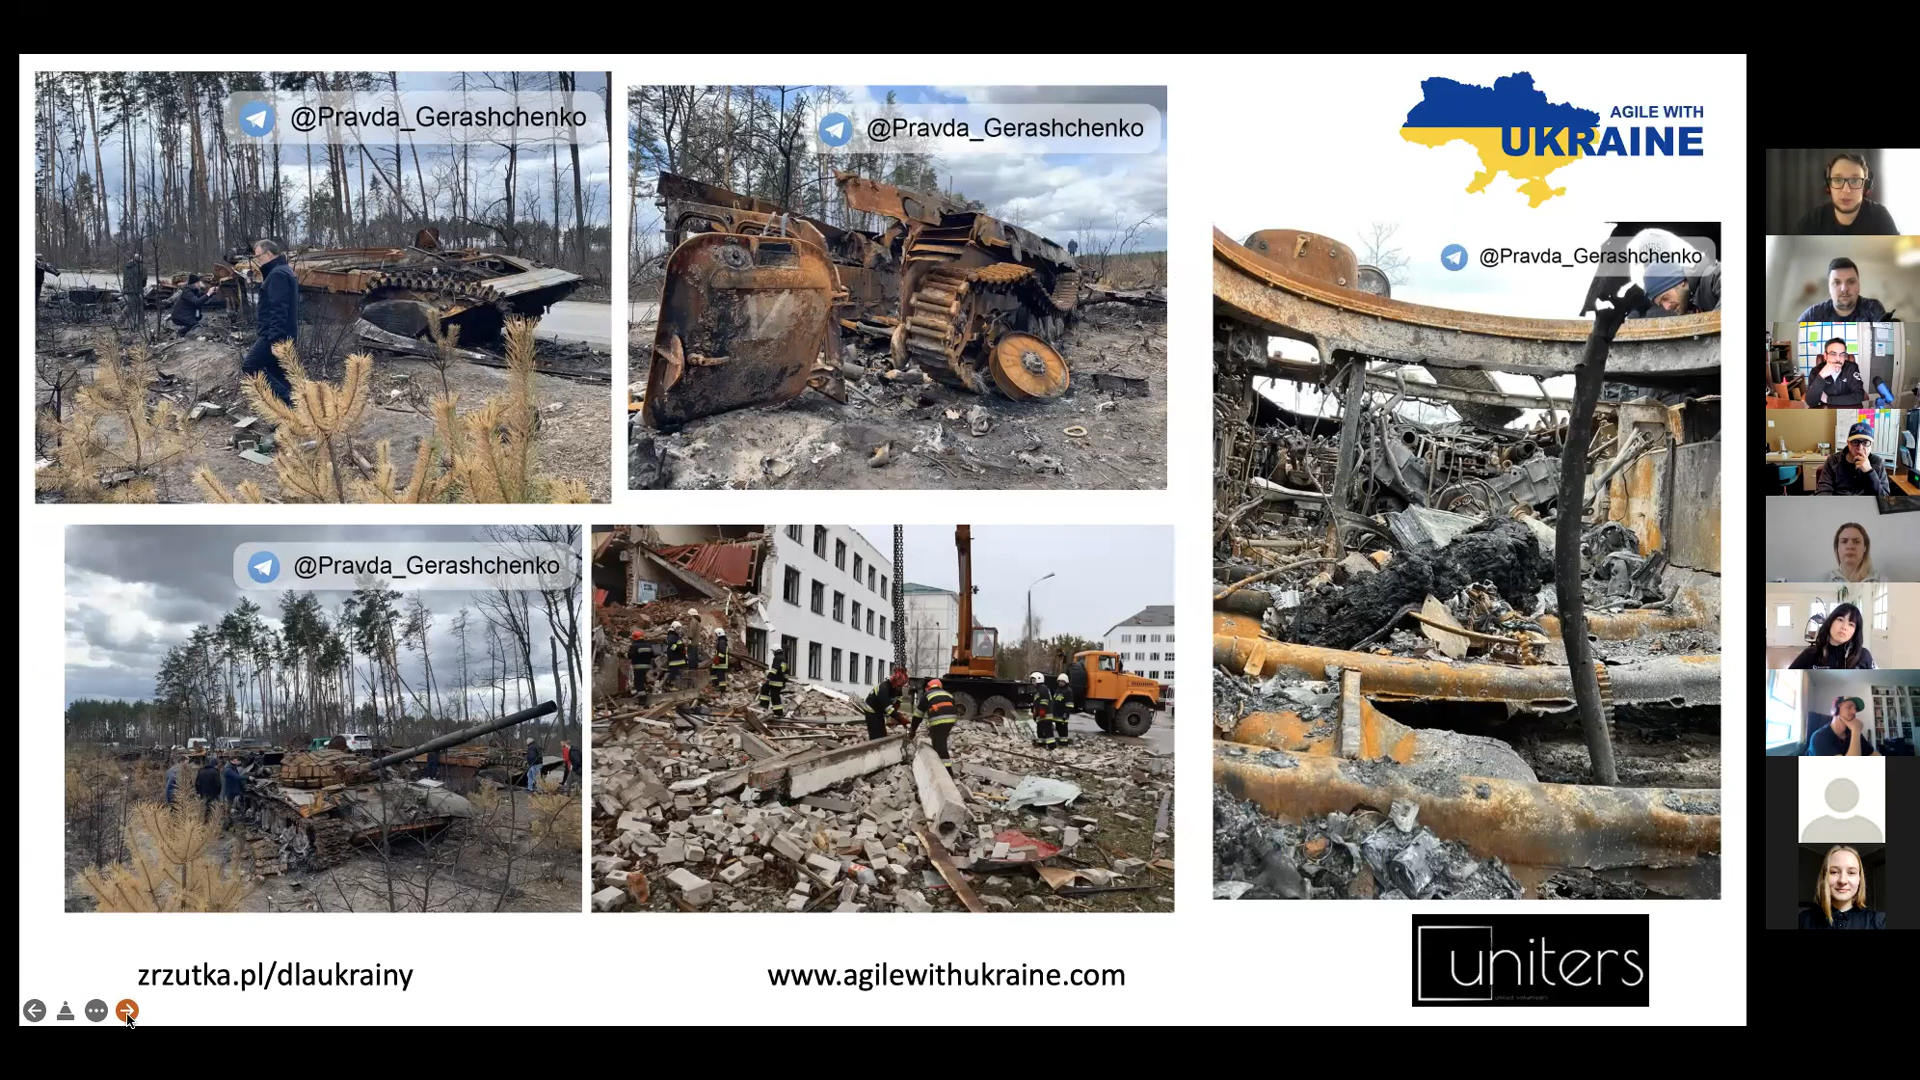 @Pravda_Gerashchenko
@Pravda_Gerashchenko
AGILE WITH
UKRAINE
@Pravda_Gerashchenko
@Pravda_Gerashchenko
zrzutka.pl/dlaukrainy
www.agilewithukraine.com
uniters